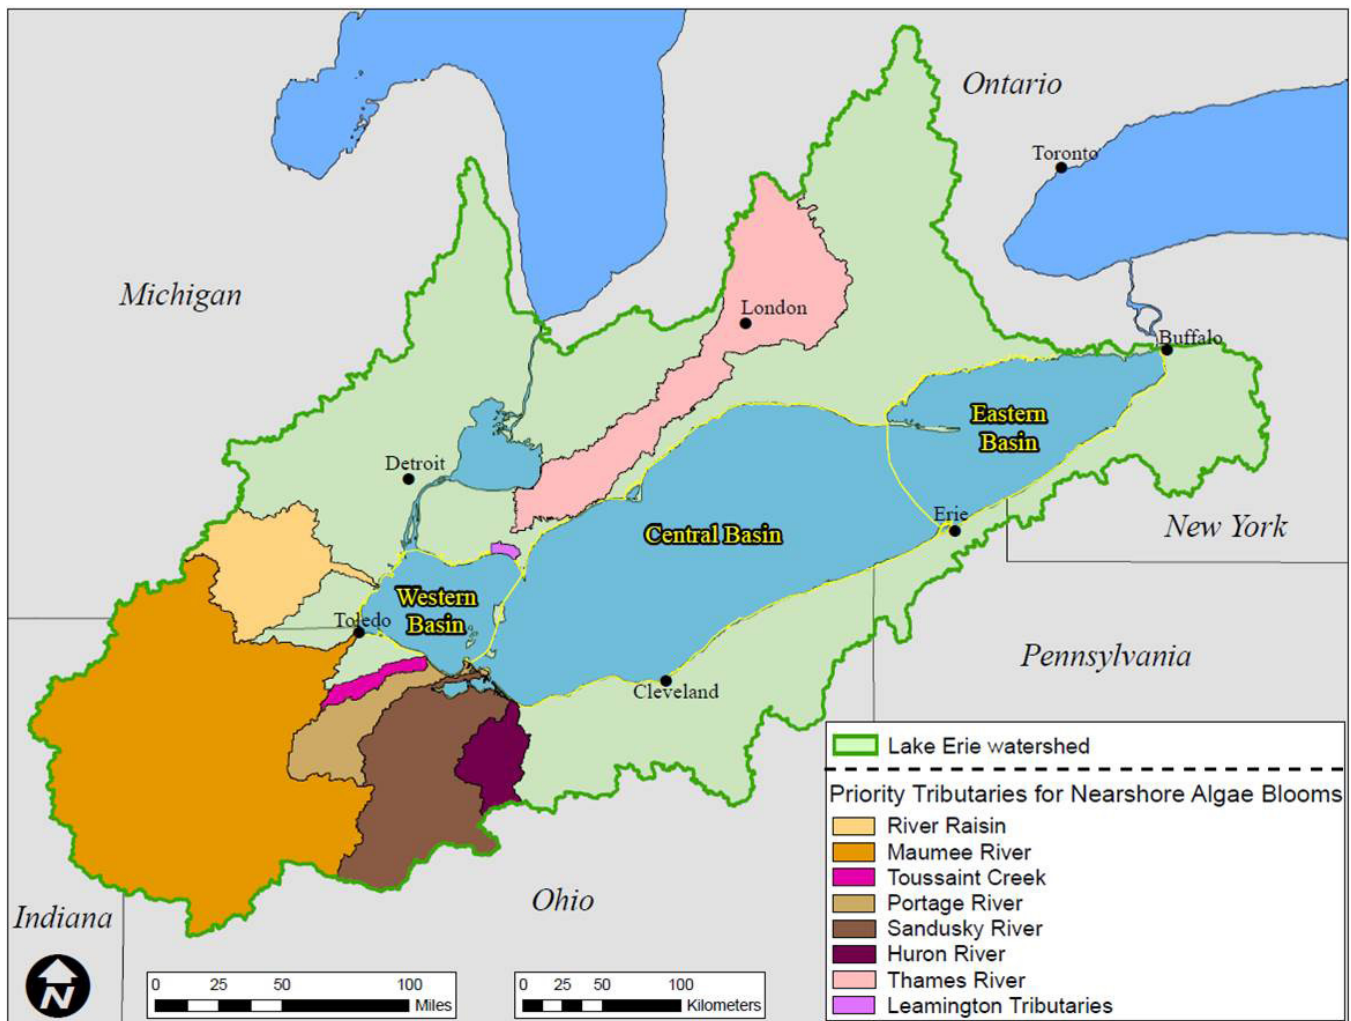 Ontario
Toronto
Michigan
London
Buffalo
Eastern
Basin
Detroit
Erie
New York
Central Basin
Western
Basin
Toledo
Pennsylvania
Cleveland
Lake Erie watershed
Priority Tributaries for Nearshore Algae Blooms
River Raisin
Maumee River
Toussaint Creek
Portage River
Sandusky River
Huron River
Thames River
Leamington Tributaries
Ohio
Indiana
N
0 25 50 100
Miles
0 25 50 100
Kilometers